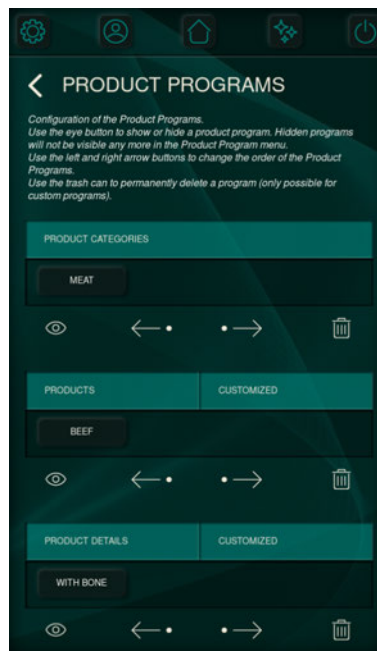 PRODUCT PROGRAMS
Configuration of the Product Programs.
Use the eye button to show or hide a product program. Hidden programs
will not be visible any more in the Product Program menu.
Use the left and right arrow buttons to change the order of the Product
Programs.
Use the trash can to permanently delete a program (only possible for
custom programs).
PRODUCT CATEGORIES
MEAT
PRODUCTS CUSTOMIZED
BEEF
PRODUCT DETAILS CUSTOMIZED
WITH BONE